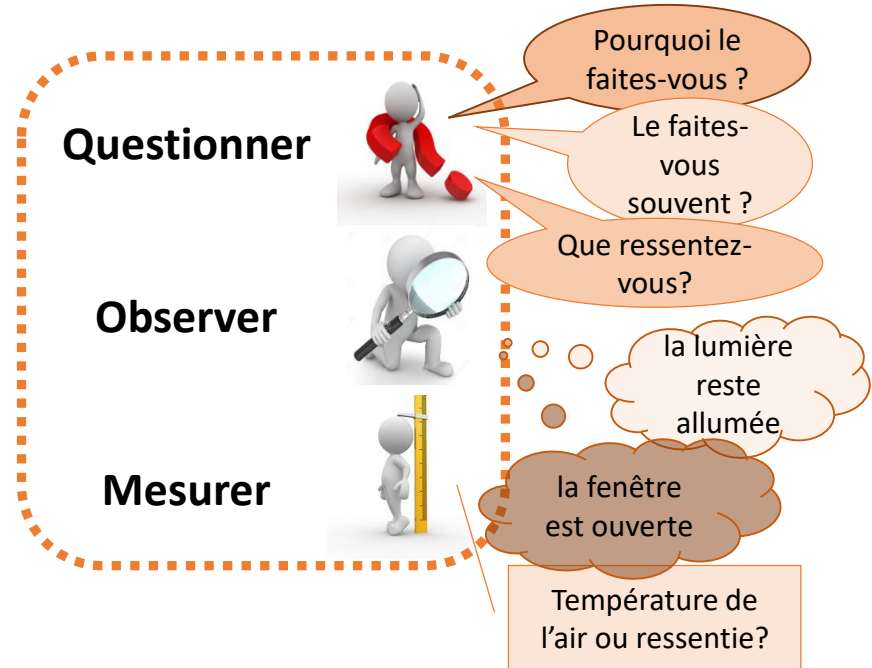 Questionner
Pourquoi le
faites-vous ?
Le faites-
vous
souvent ?
Que ressentez-
vous?
Observer
la lumière
reste
allumée
la fenêtre
est ouverte
Mesurer
Température de
l'air ou ressentie?